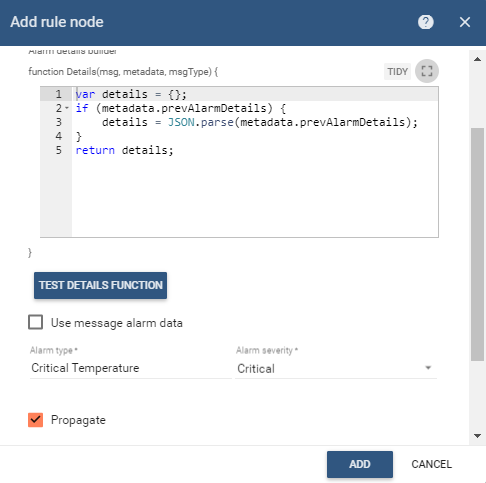 Add rule node
Alarm details builder
function Details(msg, metadata, msgType) {
TIDY
1 var details = {};
2 if (metadata.prevAlarmDetails) {
3 details = JSON.parse(metadata.prevAlarmDetails);
4 }
5 return details;
}
TEST DETAILS FUNCTION
Use message alarm data
Alarm type *
Alarm severity *
Critical Temperature
Critical
Propagate
ADD
CANCEL